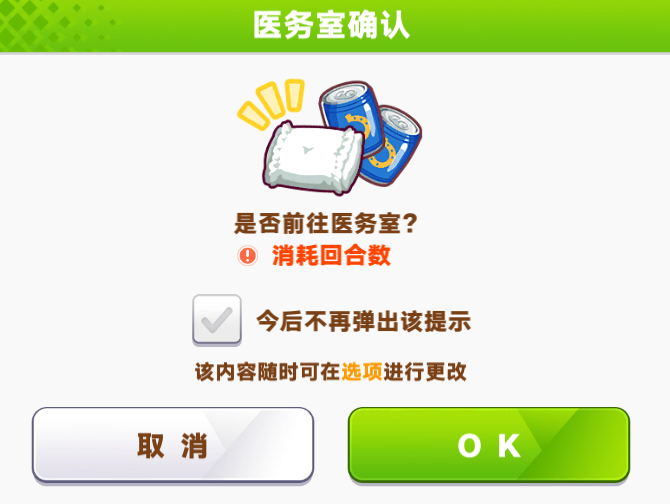 医务室确认
是否前往医务室?
消耗回合数
今后不再弹出该提示
该内容随时可在选项进行更改
取消
OK